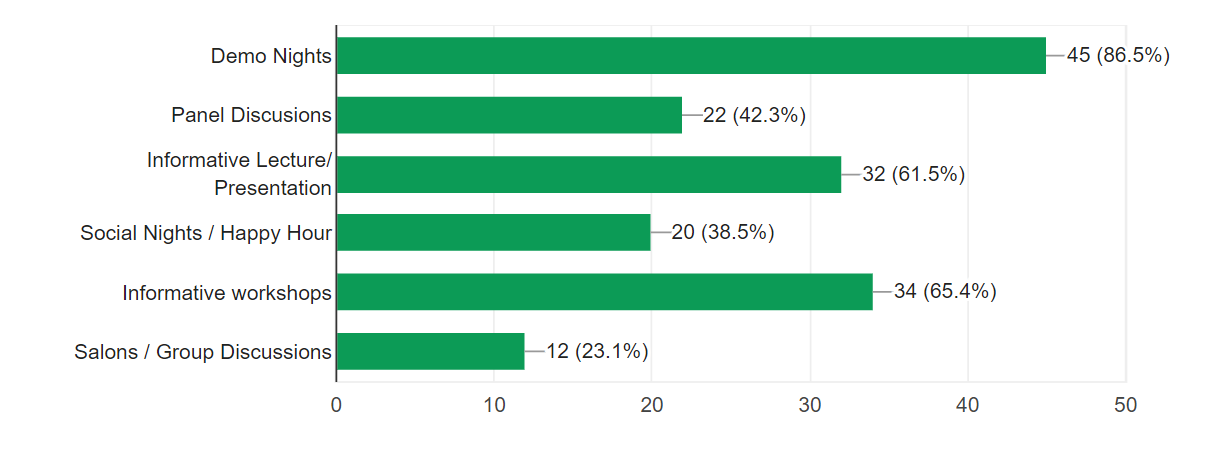 Demo Nights
45 (86.5%)
Panel Discusions
22 (42.3%)
Informative Lecture/
Presentation
32 (61.5%)
Social Nights / Happy Hour
20 (38.5%)
Informative workshops
34 (65.4%)
Salons / Group Discussions
12 (23.1%)
0 10 20 30 40 50